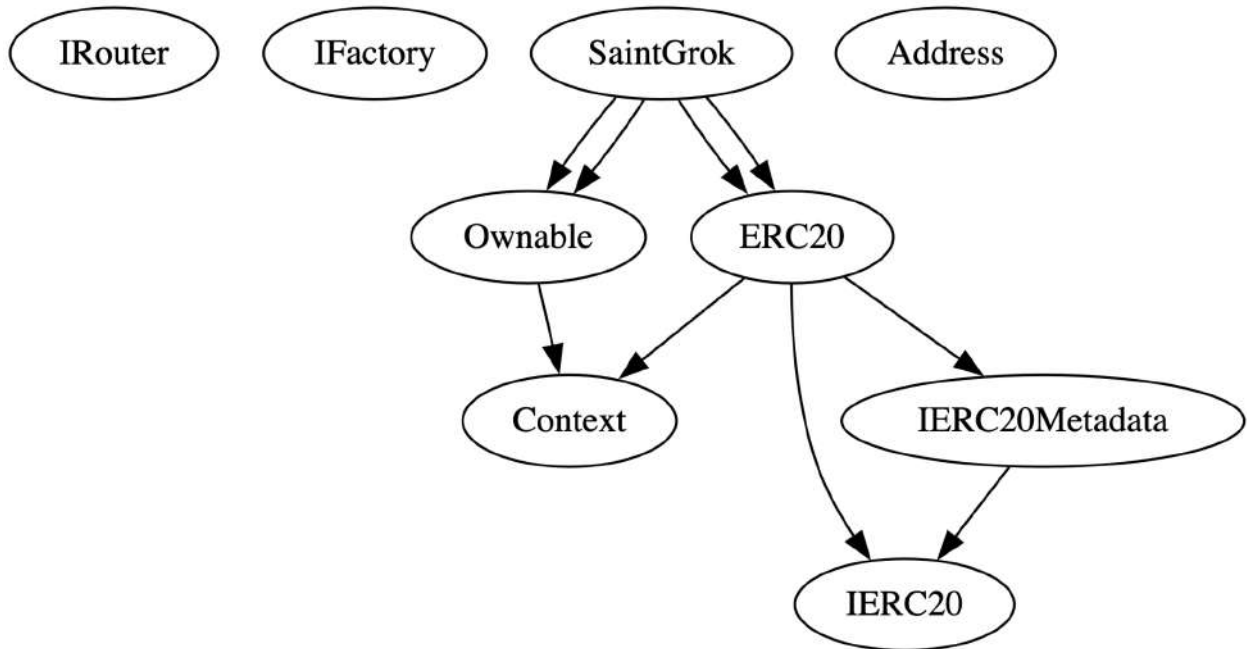 IRouter
IFactory
SaintGrok
Address
Ownable
ERC20
Context
IERC20Metadata
IERC20